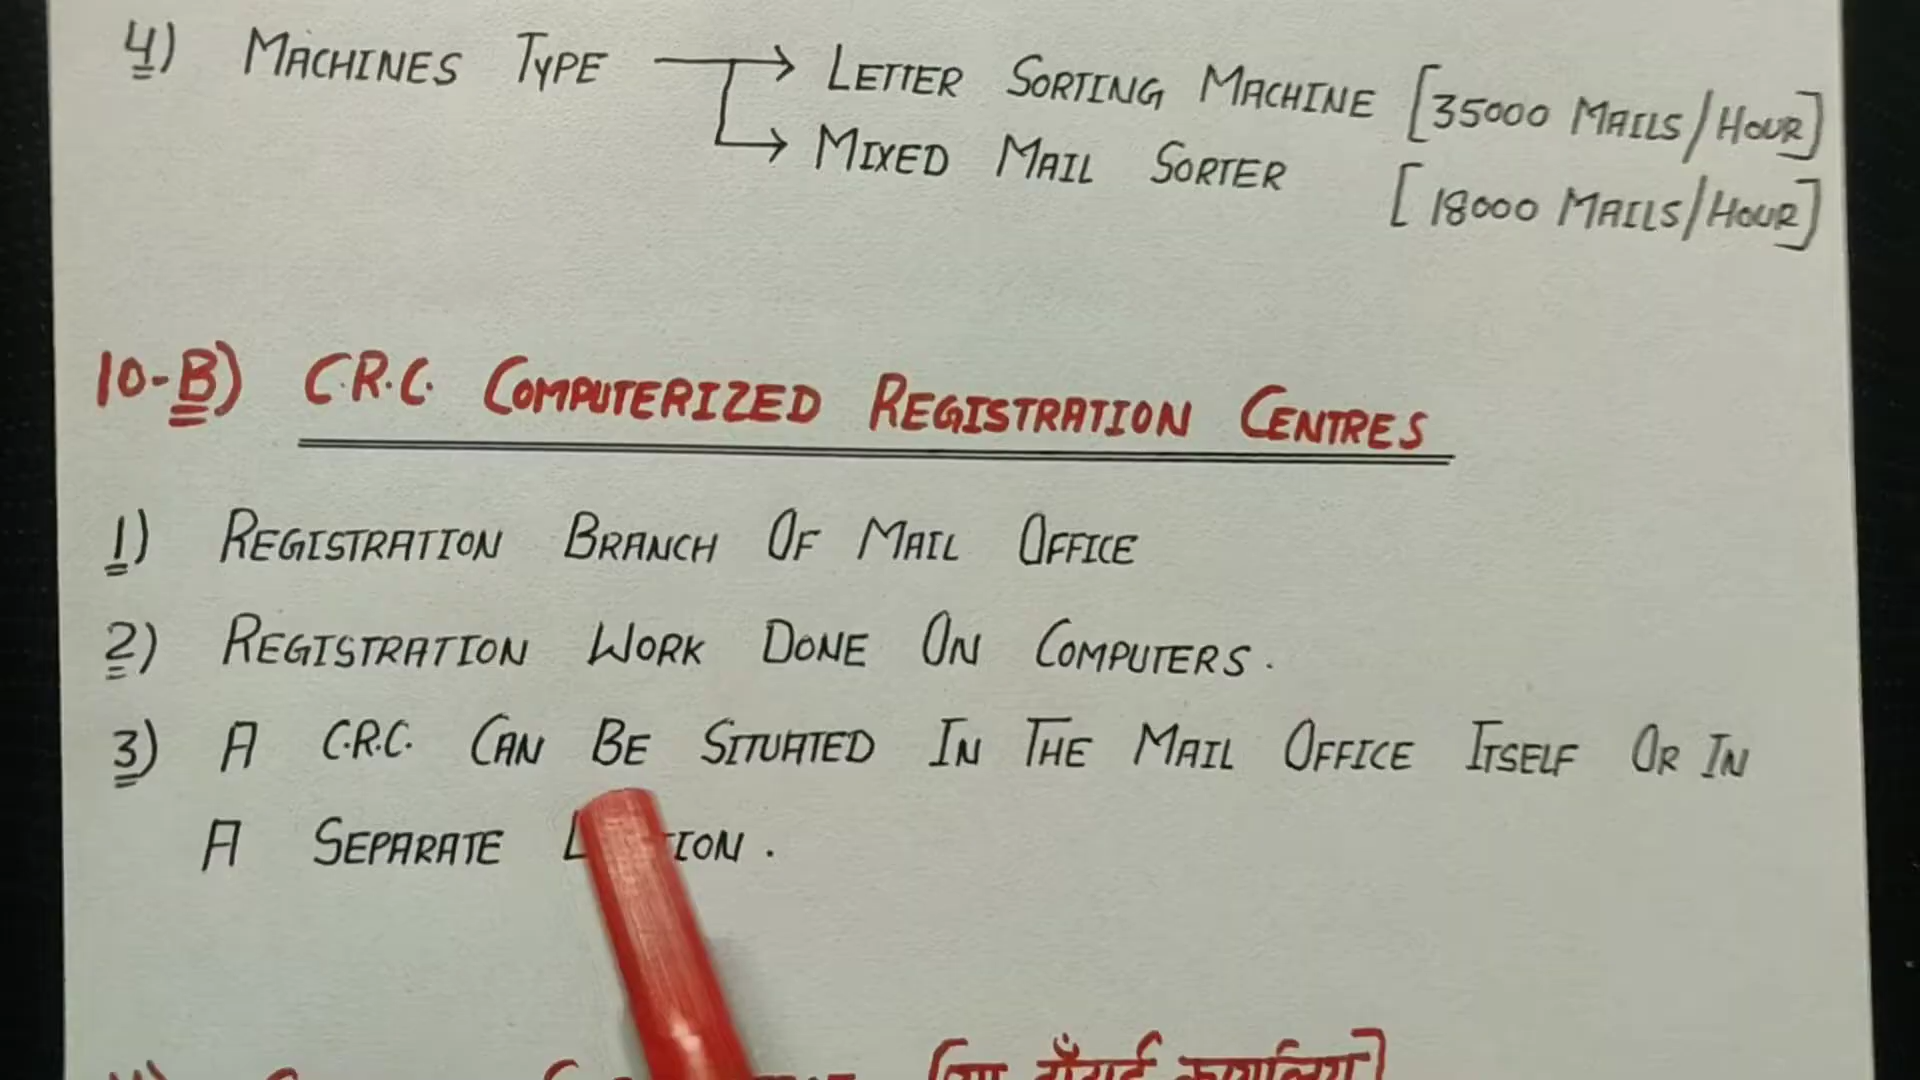 4) MACHINES TYPE → LETTER SORTING MACHINE [35000 MAILS/HOUR]
→ MIXED MAIL SORTER [18000 MAILS/HOUR]
10-B) C.R.C. COMPUTERIZED REGISTRATION CENTRES
1) REGISTRATION BRANCH OF MAIL OFFICE
2) REGISTRATION WORK DONE ON COMPUTERS.
3) A C.R.C. CAN BE SITUATED IN THE MAIL OFFICE ITSELF OR IN
A SEPARATE